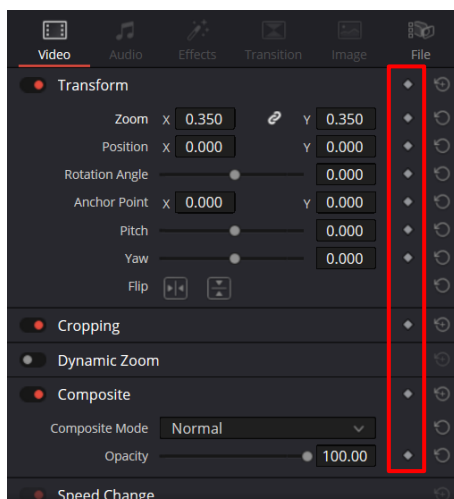 Video Audio Effects Transition Image File
Transform
Zoom X 0.350 Y 0.350
Position X 0.000 Y 0.000
Rotation Angle 0.000
Anchor Point X 0.000 Y 0.000
Pitch 0.000
Yaw 0.000
Flip
Cropping
Dynamic Zoom
Composite
Composite Mode Normal
Opacity 100.00
Speed Change